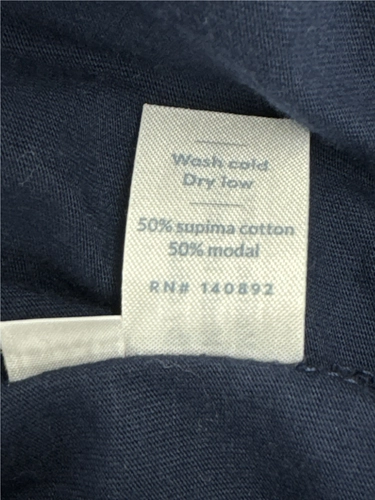 Wash cold
Dry low
50% supima cotton
50% modal
RN# 140892